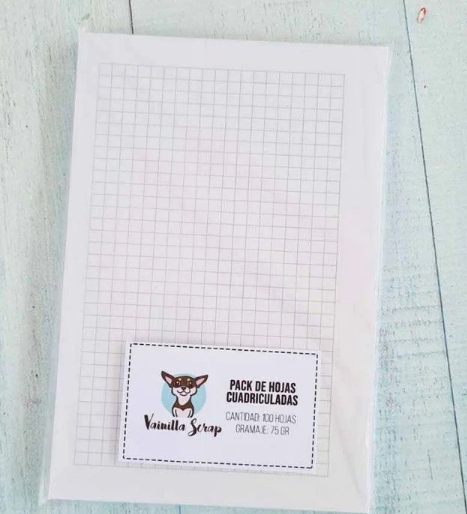 PACK DE HOJAS
CUADRICULADAS
CANTIDAD: 100 HOJAS
GRAMAJE: 75 GR
Vainilla Scrap